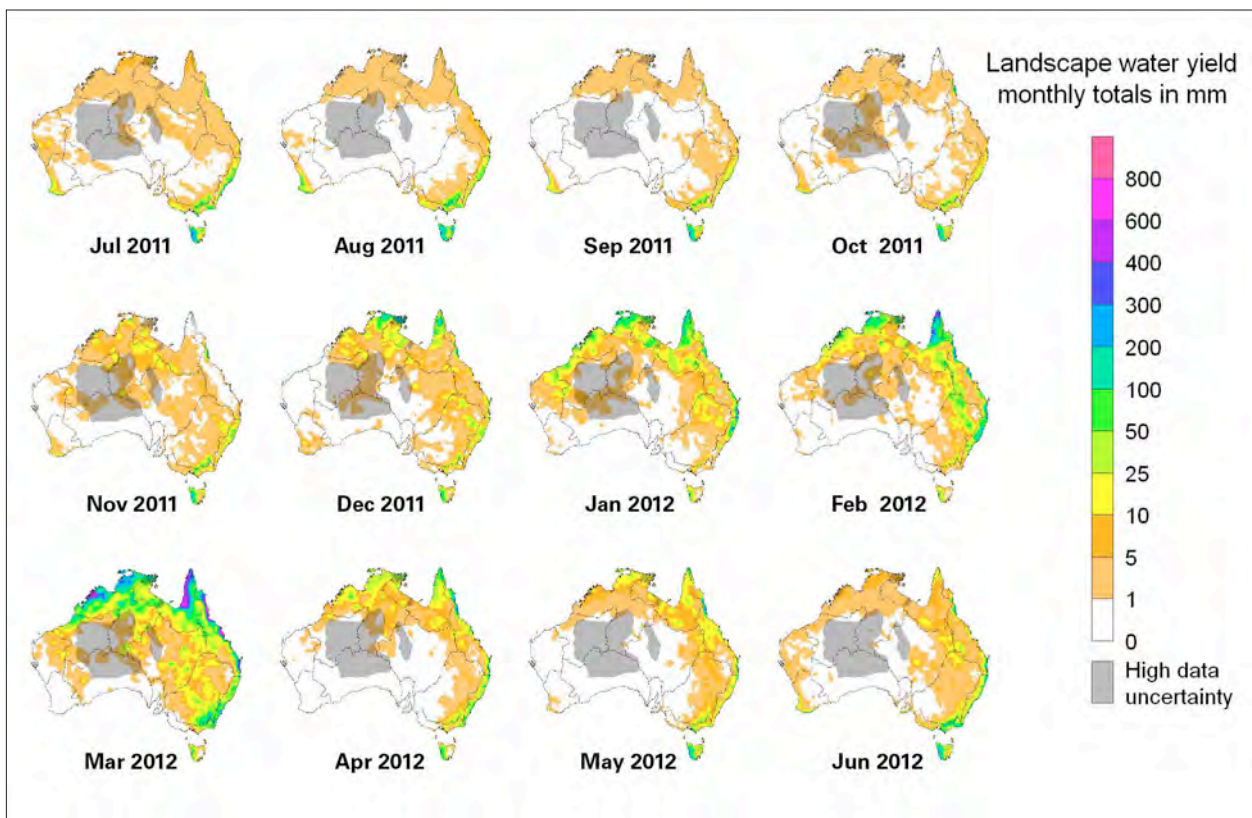 Landscape water yield
monthly totals in mm
Jul 2011
Aug 2011
Sep 2011
Oct 2011
Nov 2011
Dec 2011
Jan 2012
Feb 2012
Mar 2012
Apr 2012
May 2012
Jun 2012
800
600
400
300
200
100
50
25
10
5
1
0
High data
uncertainty